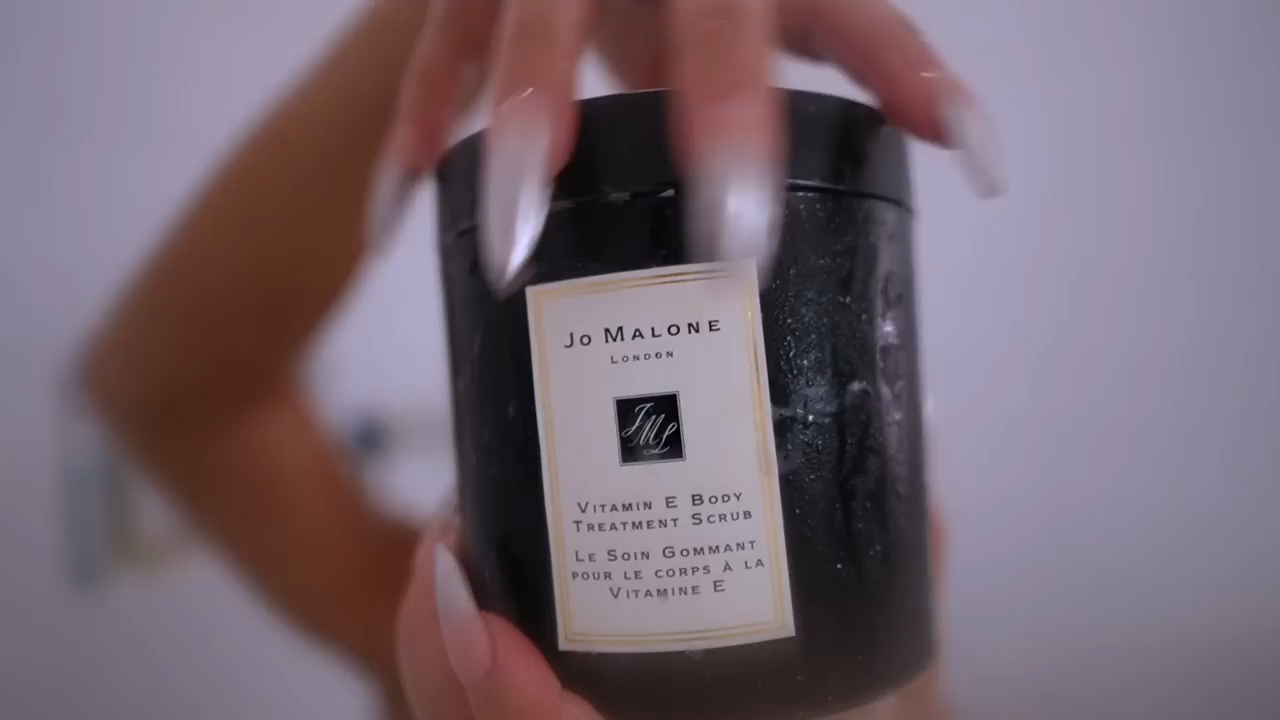 Jo Malone
London
JML
Vitamin E Body
Treatment Scrub
Le Soin Gommant
pour le corps à la
Vitamine E